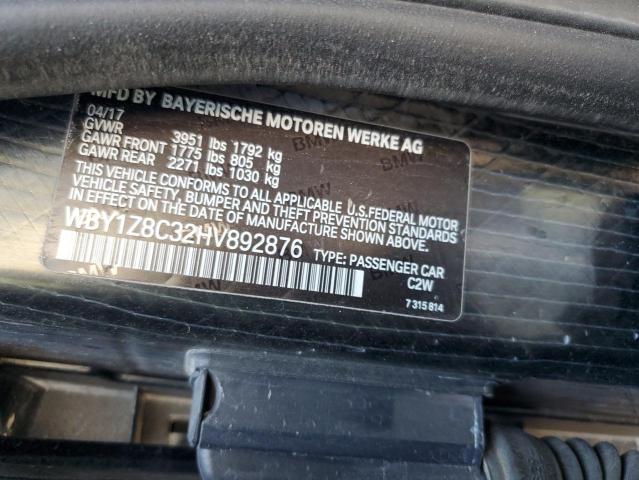 MFD BY BAYERISCHE MOTOREN WERKE AG
04/17
GVWR 3951 lbs 1792 kg
GAWR FRONT 1775 lbs 805 kg
GAWR REAR 2271 lbs 1030 kg
THIS VEHICLE CONFORMS TO ALL APPLICABLE U.S. FEDERAL MOTOR
VEHICLE SAFETY, BUMPER, AND THEFT PREVENTION STANDARDS
IN EFFECT ON THE DATE OF MANUFACTURE SHOWN ABOVE.
WBY1Z8C32HV892876 TYPE: PASSENGER CAR
C2W
7 315 814